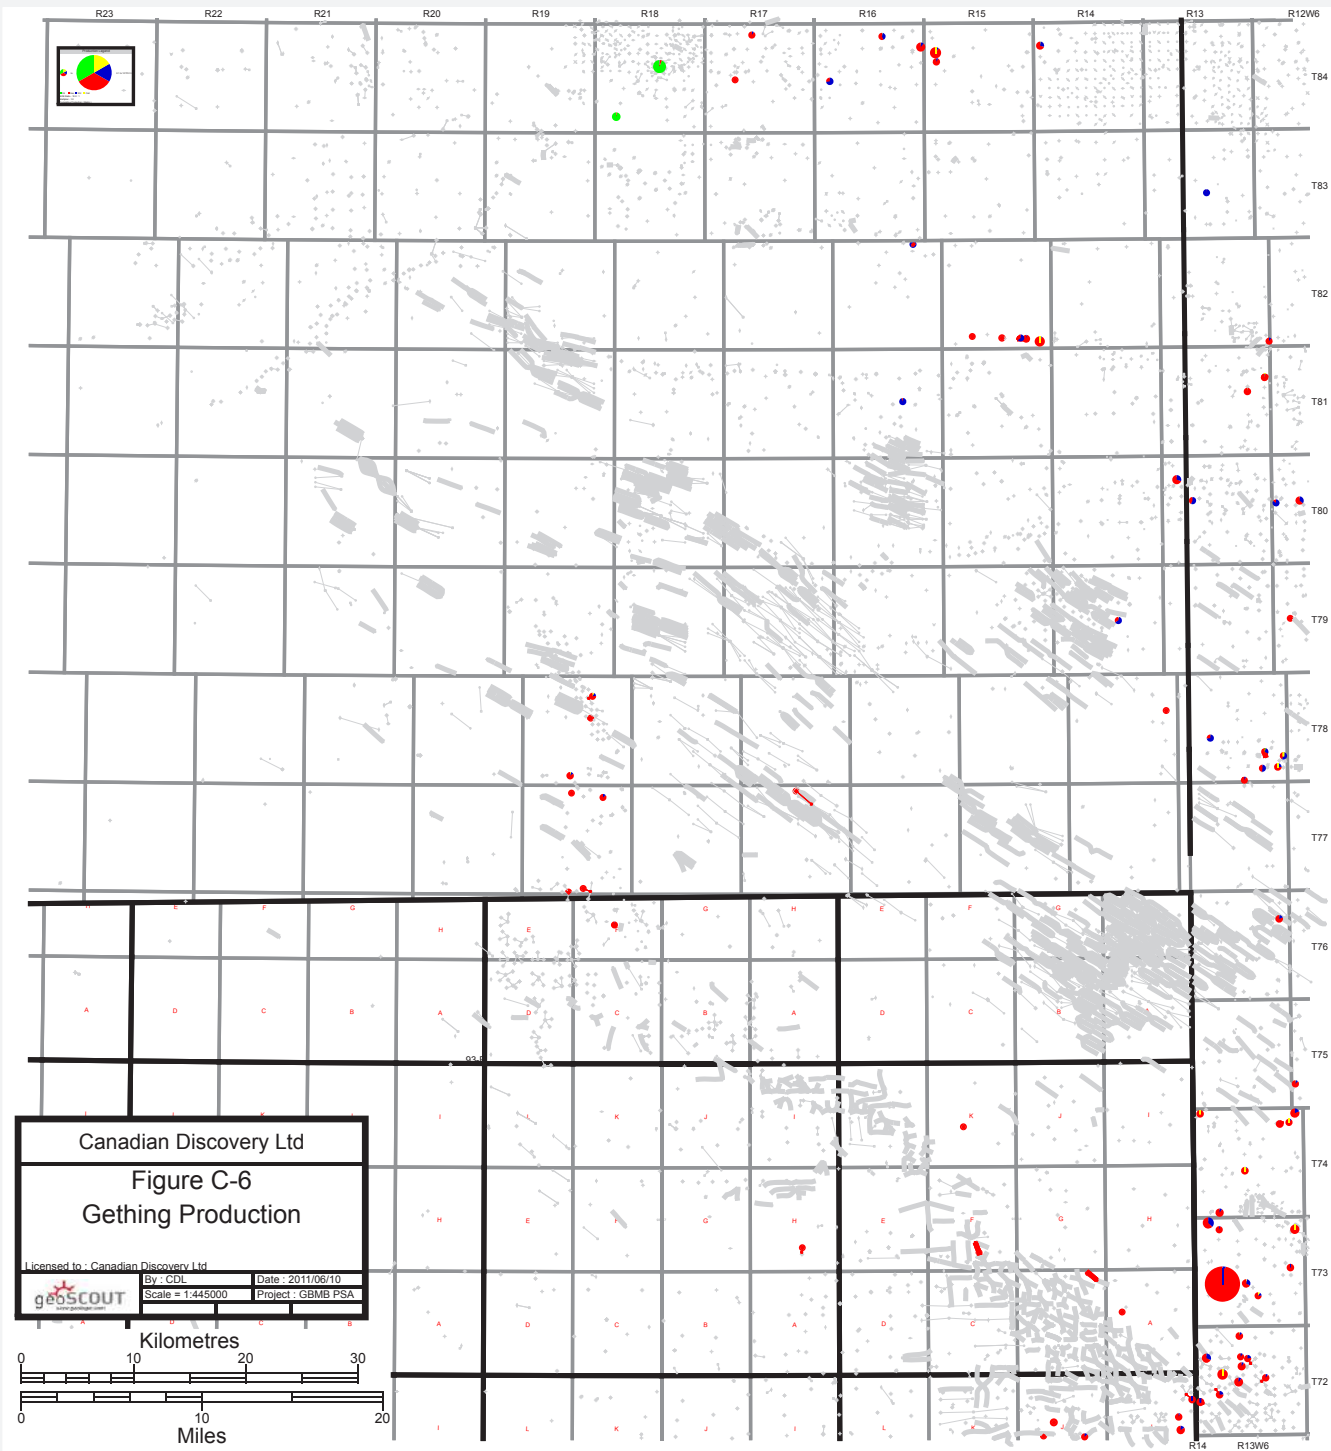 R23 R22 R21 R20 R19 R18 R17 R16 R15 R14 R13 R12W6
T84
T83
T82
T81
T80
T79
T78
T77
H E F G H E F G H E F G
T76
A D C B A D C B A D C B
T75
I L K J I K J I
T74
H E F G H E F G H
T73
A D C B A D C B A D C A
T72
I L K J I L K J
R14 R13W6
Canadian Discovery Ltd
Figure C-6
Gething Production
Licensed to : Canadian Discovery Ltd
geoSCOUT
By : CDL
Date : 2011/06/10
Scale = 1:445000
Project : GBMB PSA
Kilometres
0 10 20 30
0 10 20
Miles